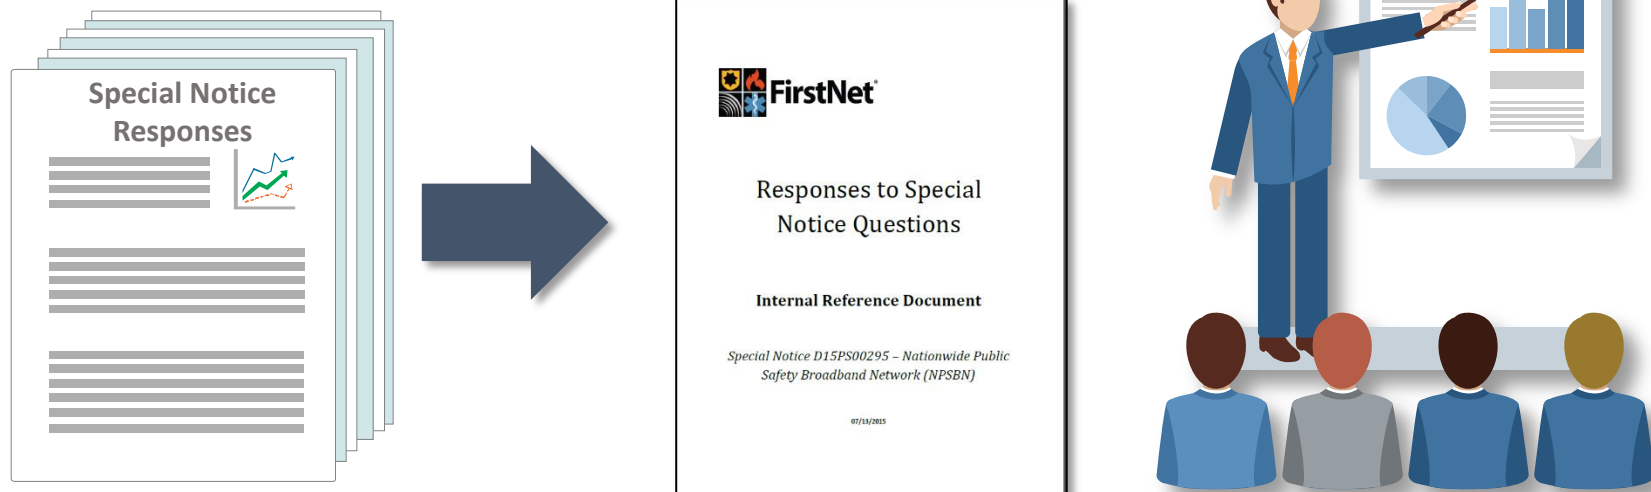 Special Notice
Responses
FirstNet®
Responses to Special
Notice Questions
Internal Reference Document
Special Notice D15PS00295 – Nationwide Public
Safety Broadband Network (NPSBN)
07/13/2015